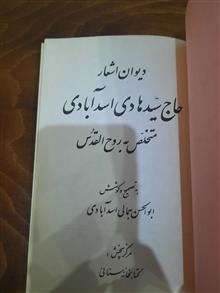 دیوان اشعار
حاج سید هادی اسدآبادی
متخلص به روح القدس
به تصحیح و کوشش
ابوالحسن جمالی اسدآبادی
مرکز پخش :
کتابخانه سنائی